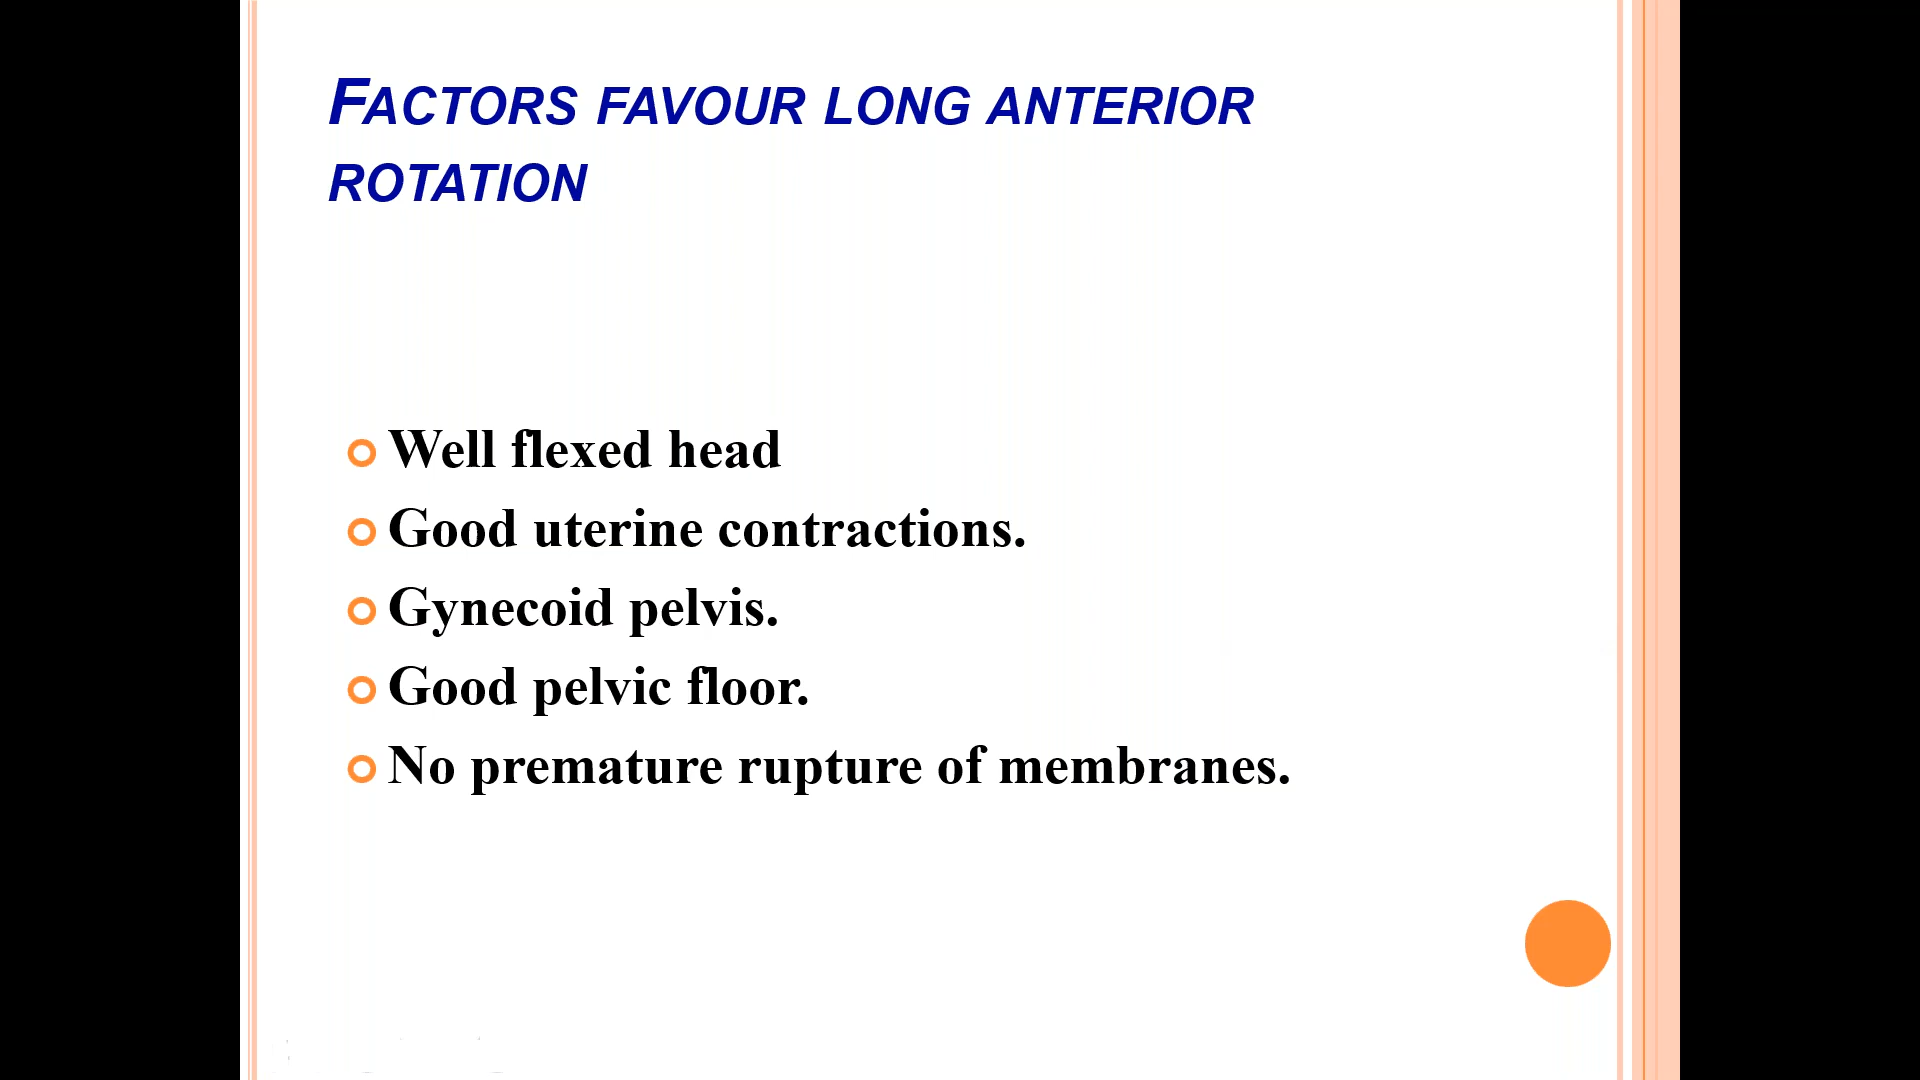 FACTORS FAVOUR LONG ANTERIOR
ROTATION
Well flexed head
Good uterine contractions.
Gynecoid pelvis.
Good pelvic floor.
No premature rupture of membranes.